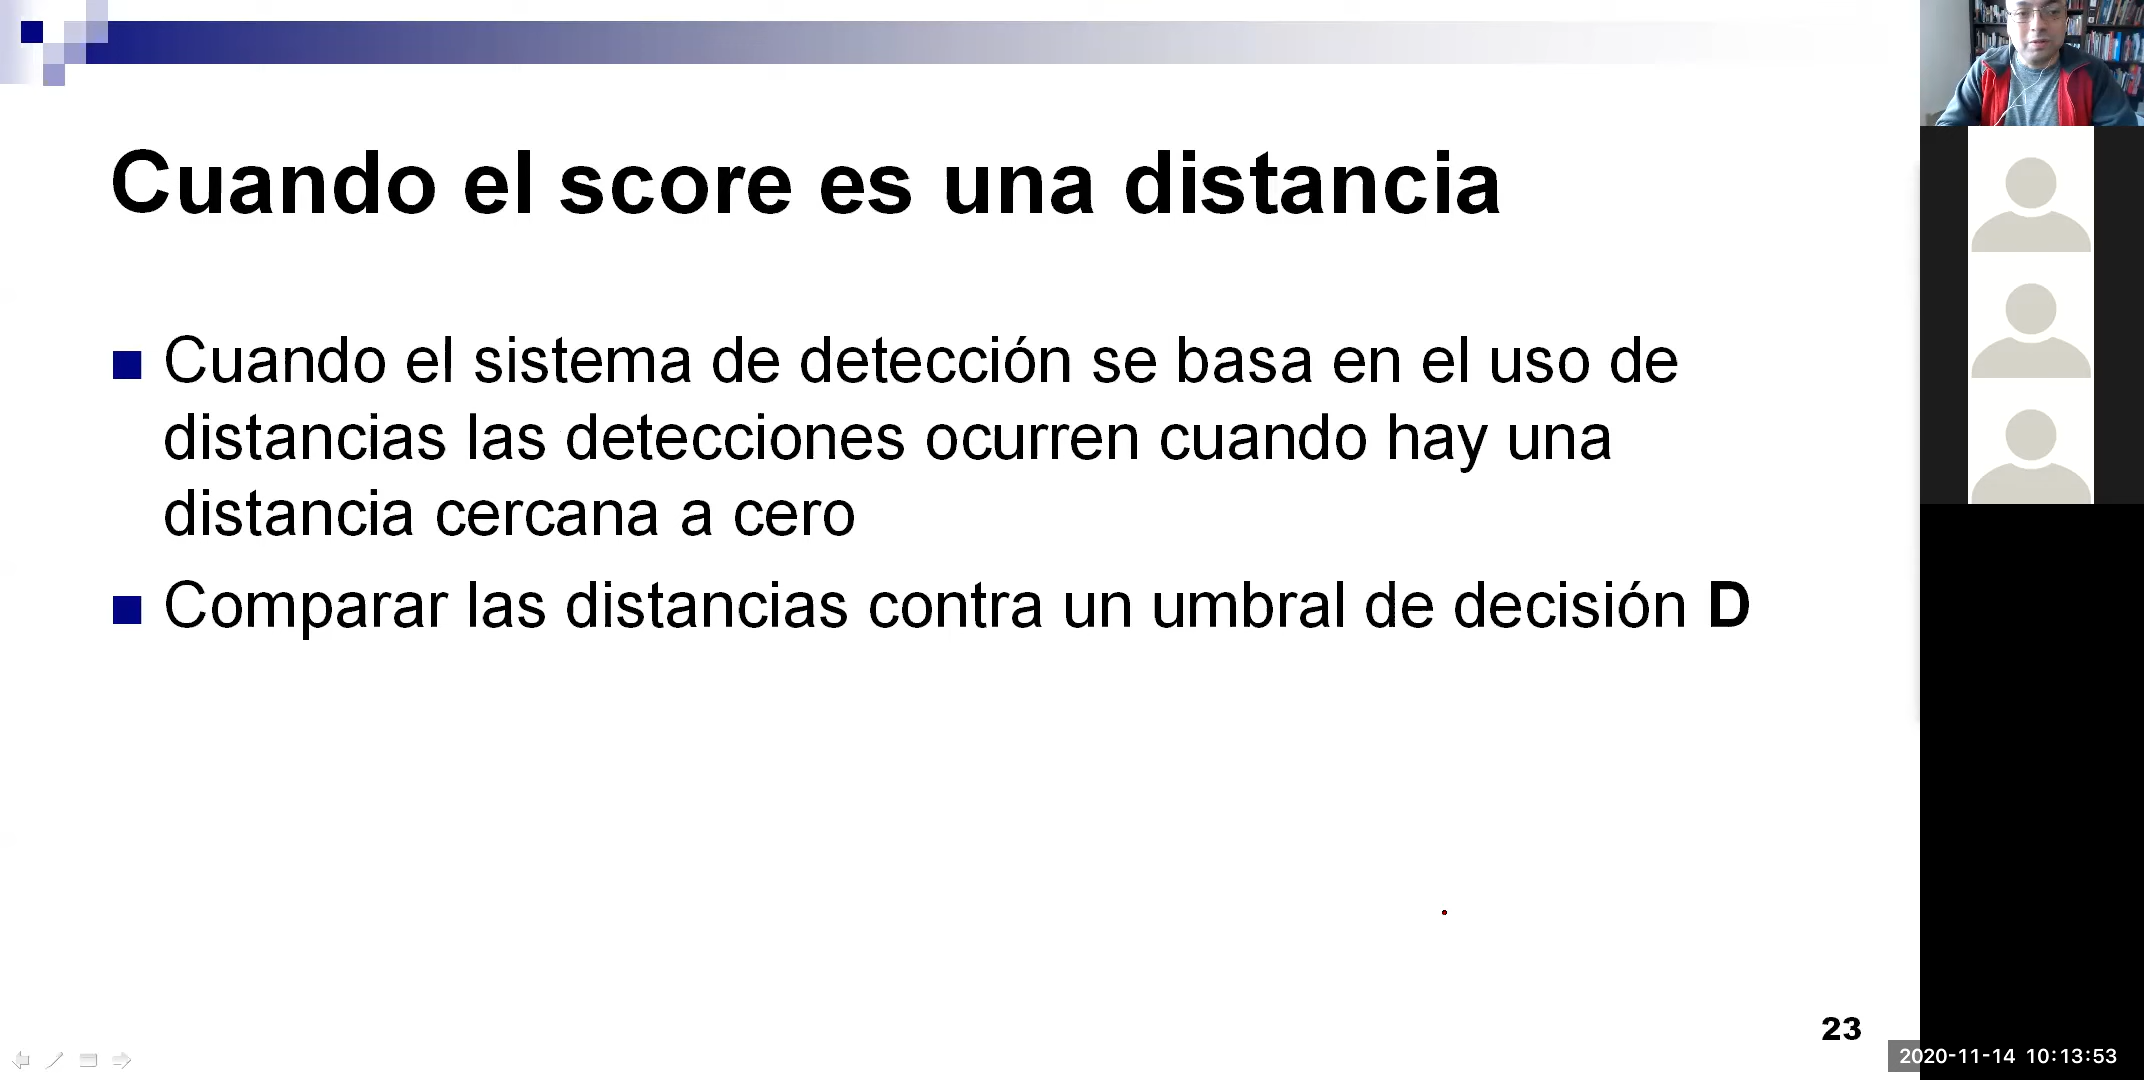 Cuando el score es una distancia
Cuando el sistema de detección se basa en el uso de
distancias las detecciones ocurren cuando hay una
distancia cercana a cero
Comparar las distancias contra un umbral de decisión D
23
2020-11-14 10:13:53